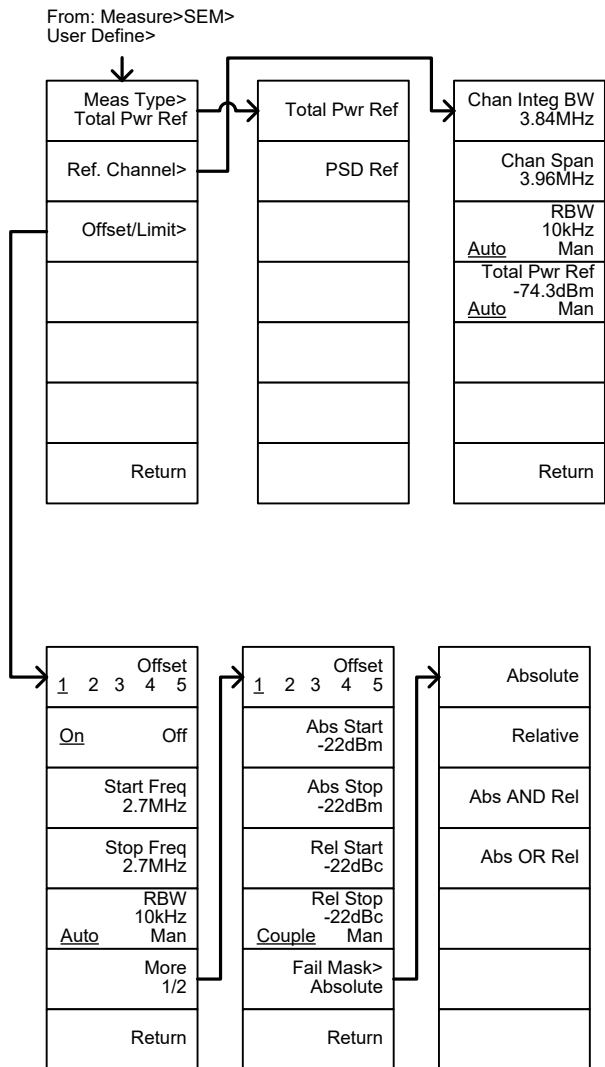 From: Measure>SEM>
User Define>
Meas Type>
Total Pwr Ref
Ref. Channel>
Offset/Limit>
Return
Total Pwr Ref
PSD Ref
Chan Integ BW
3.84MHz
Chan Span
3.96MHz
RBW
10kHz
Auto Man
Total Pwr Ref
-74.3dBm
Auto Man
Return
Offset
1 2 3 4 5
On Off
Start Freq
2.7MHz
Stop Freq
2.7MHz
RBW
10kHz
Auto Man
More
1/2
Return
Offset
1 2 3 4 5
Abs Start
-22dBm
Abs Stop
-22dBm
Rel Start
-22dBc
Rel Stop
-22dBc
Couple Man
Fail Mask>
Absolute
Return
Absolute
Relative
Abs AND Rel
Abs OR Rel